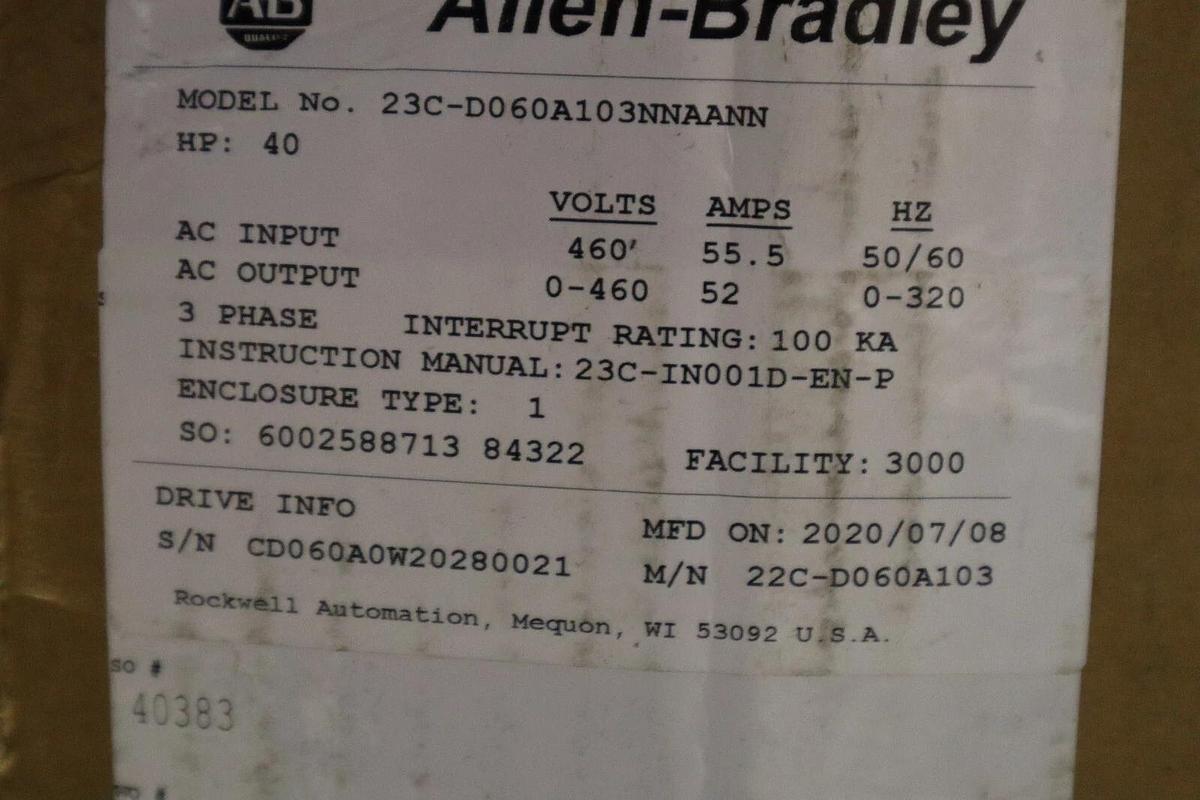 AB
QUALITY
Allen-Bradley
MODEL No. 23C-D060A103NNAANN
HP: 40
VOLTS AMPS HZ
AC INPUT 460' 55.5 50/60
AC OUTPUT 0-460 52 0-320
3 PHASE INTERRUPT RATING: 100 KA
INSTRUCTION MANUAL: 23C-IN001D-EN-P
ENCLOSURE TYPE: 1
SO: 6002588713 84322 FACILITY: 3000
DRIVE INFO MFD ON: 2020/07/08
S/N CD060A0W20280021 M/N 22C-D060A103
Rockwell Automation, Mequon, WI 53092 U.S.A.
SO #
40383